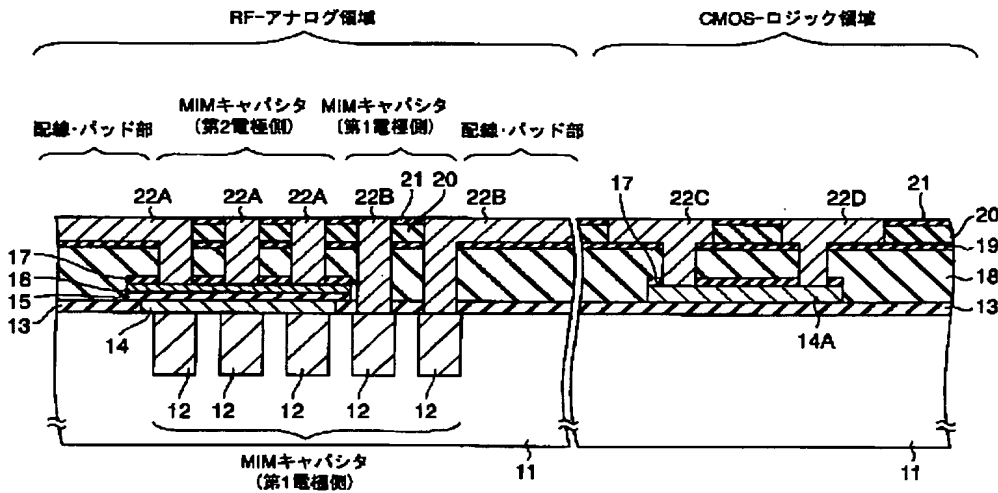 RF-アナログ領域
CMOS-ロジック領域
MIMキャパシタ
(第2電極側)
MIMキャパシタ
(第1電極側)
配線・パッド部
配線・パッド部
22A
22A
22A
22B
21
20
22B
17
22C
22D
21
20
19
18
13
17
16
15
13
14
14A
12
12
12
12
12
MIMキャパシタ
(第1電極側)
11
11